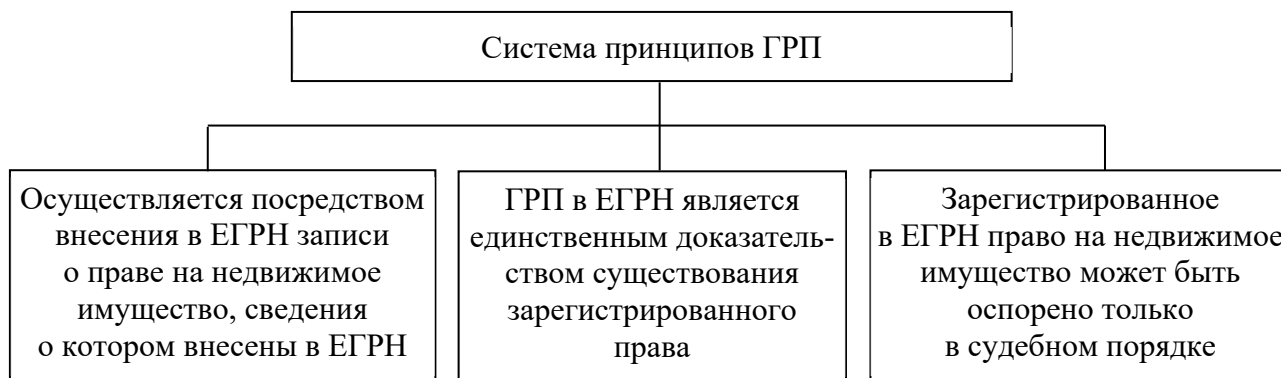 Система принципов ГРП
Осуществляется посредством
внесения в ЕГРН записи
о праве на недвижимое
имущество, сведения
о котором внесены в ЕГРН
ГРП в ЕГРН является
единственным доказатель-
ством существования
зарегистрированного
права
Зарегистрированное
в ЕГРН право на недвижимое
имущество может быть
оспорено только
в судебном порядке